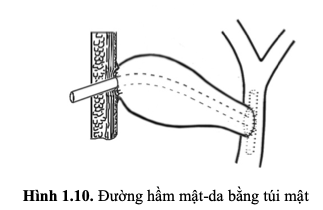 Hình 1.10. Đường hầm mật-da bằng túi mật